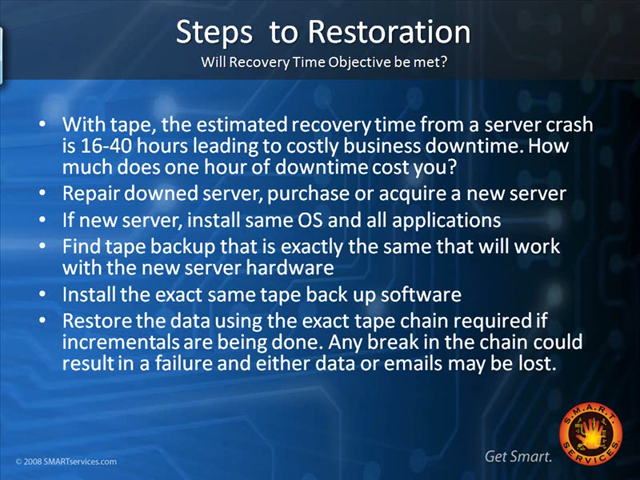 Steps  to Restoration
Will Recovery Time Objective be met?
• With tape, the estimated recovery time from a server crash
is 16-40 hours leading to costly business downtime. How
much does one hour of downtime cost you?
• Repair downed server, purchase or acquire a new server
• If new server, install same OS and all applications
• Find tape backup that is exactly the same that will work
with the new server hardware
• Install the exact same tape back up software
• Restore the data using the exact tape chain required if
incrementals are being done. Any break in the chain could
result in a failure and either data or emails may be lost.
S.M.A.R.T.
SERVICES
Get Smart.
© 2008 SMARTservices.com